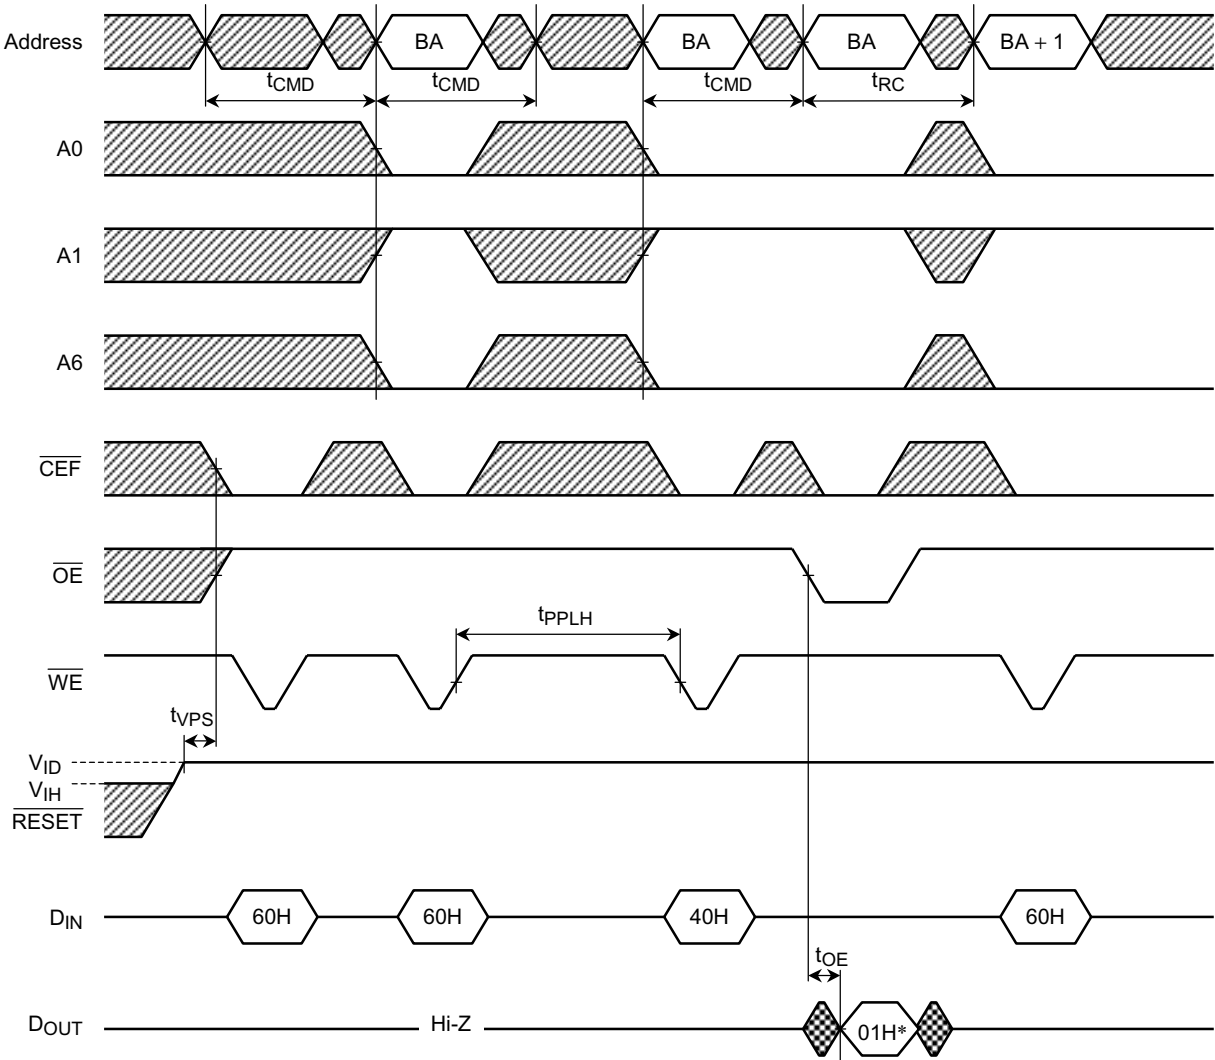 Address BA BA BA BA + 1
tCMD tCMD tCMD tRC
A0
A1
A6
CEF
OE
tPPLH
WE
tVPS
VID
VIH
RESET
DIN 60H 60H 40H 60H
tOE
DOUT Hi-Z 01H*